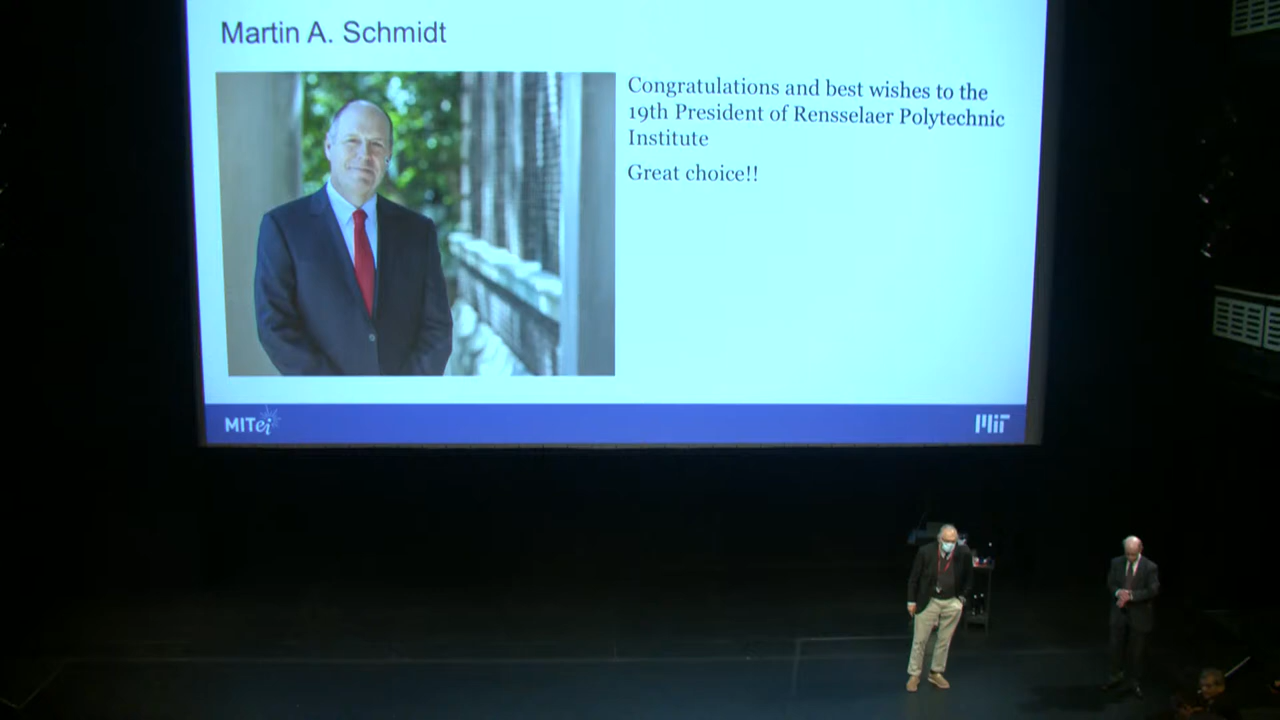 Martin A. Schmidt
Congratulations and best wishes to the
19th President of Rensselaer Polytechnic
Institute
Great choice!!
MITei
MIT